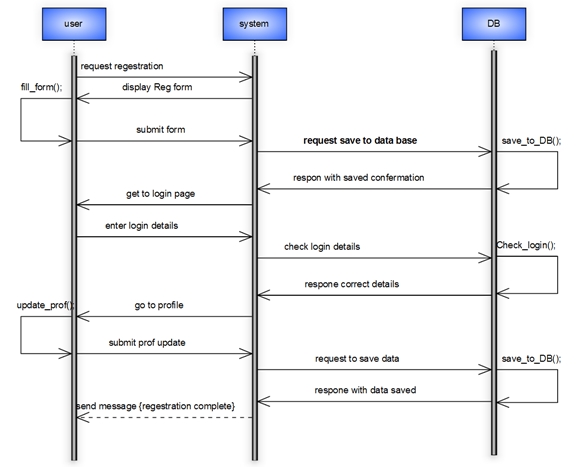 user
system
DB
request regestration
fill_form();
display Reg form
submit form
request save to data base
save_to_DB();
respon with saved confermation
get to login page
enter login details
check login details
Check_login();
respone correct details
update_prof();
go to profile
submit prof update
request to save data
save_to_DB();
respone with data saved
send message {regestration complete}